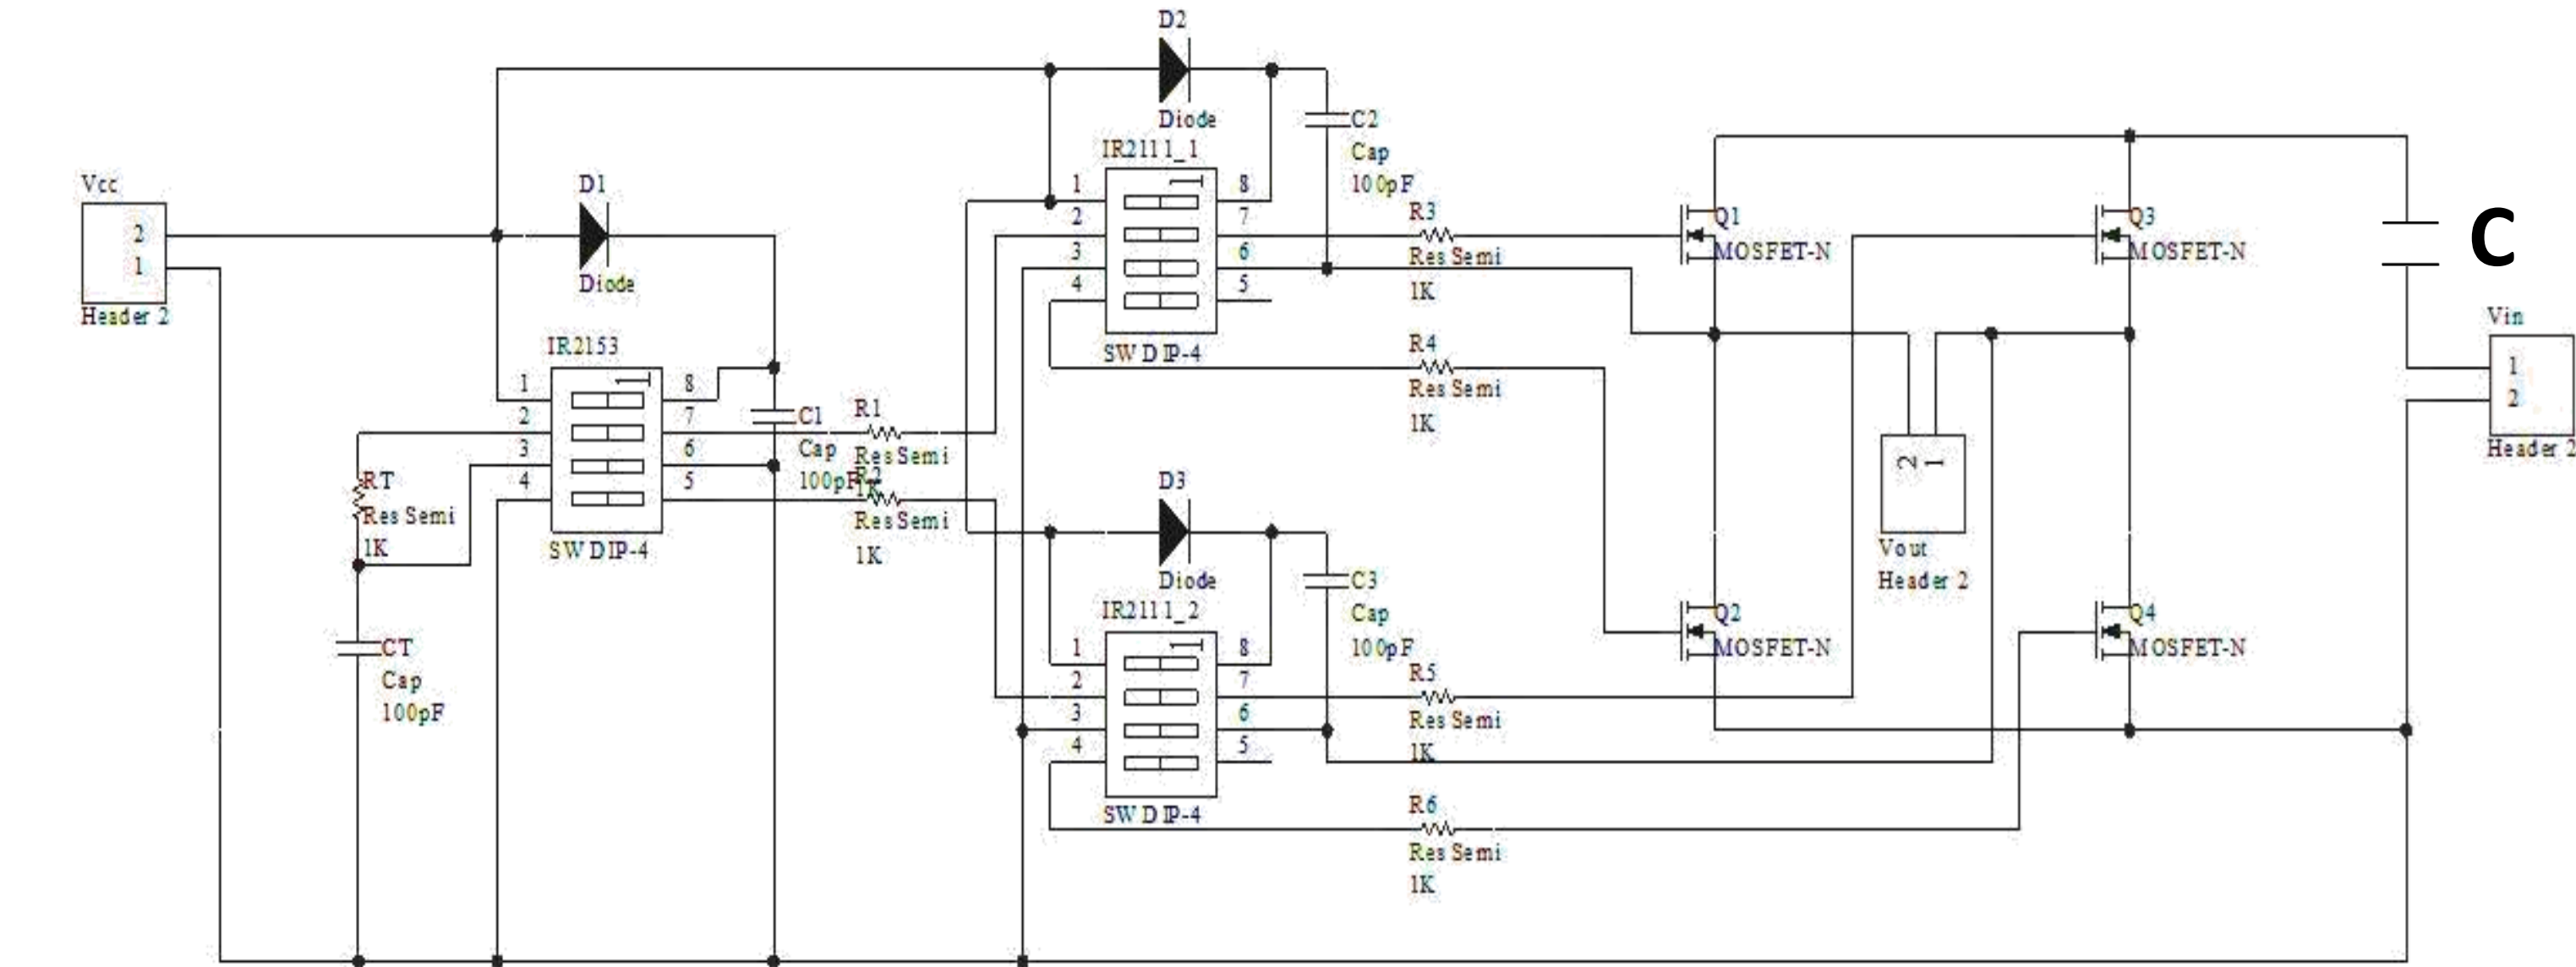 D2
Diode
C2
Cap
100pF
IR2111_1
1
2
3
4
8
7
6
5
SW DIP-4
Vcc
2
1
Header 2
D1
Diode
IR2153
1
2
3
4
8
7
6
5
SW DIP-4
C1
Cap
100pF
R1
Res Semi
1K
R2
Res Semi
1K
RT
Res Semi
1K
CT
Cap
100pF
R3
Res Semi
1K
R4
Res Semi
1K
Q1
MOSFET-N
Q3
MOSFET-N
C
Vin
1
2
Header 2
2
1
Vout
Header 2
D3
Diode
C3
Cap
100pF
IR2111_2
1
2
3
4
8
7
6
5
SW DIP-4
R5
Res Semi
1K
R6
Res Semi
1K
Q2
MOSFET-N
Q4
MOSFET-N